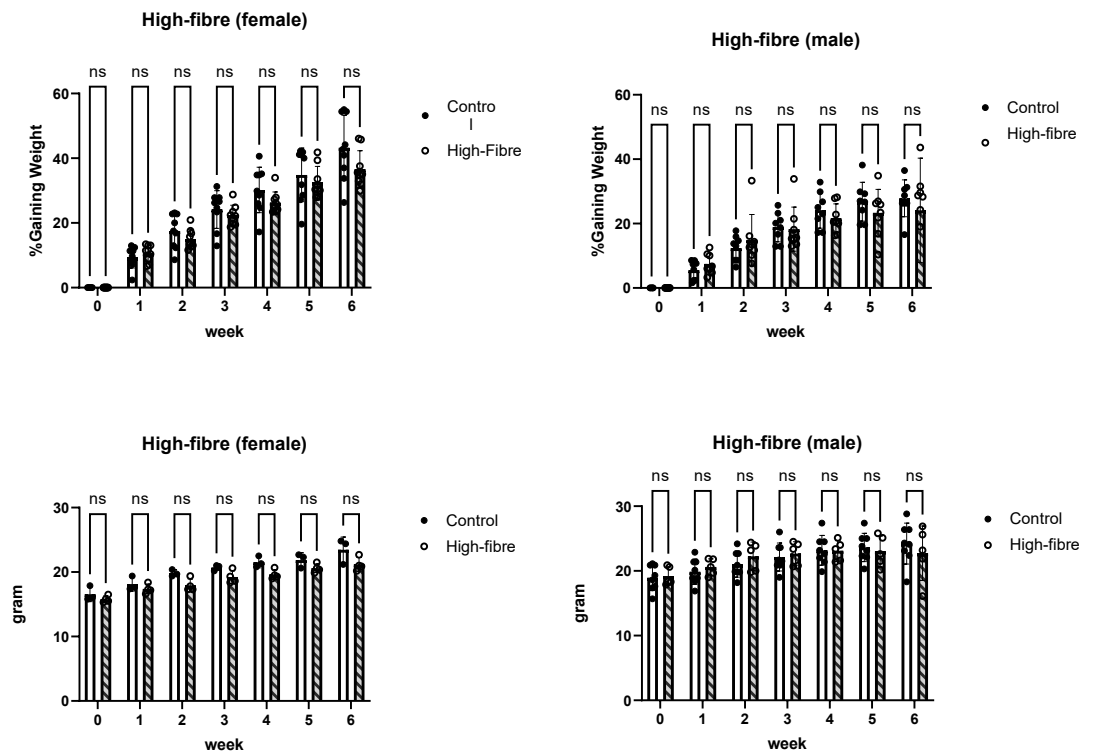 High-fibre (female)
ns ns ns ns ns ns ns
60
40
20
0
%Gaining Weight
0 1 2 3 4 5 6
week
Contro
l
High-Fibre
High-fibre (male)
ns ns ns ns ns ns ns
60
40
20
0
%Gaining Weight
0 1 2 3 4 5 6
week
Control
High-fibre
High-fibre (female)
ns ns ns ns ns ns ns
30
20
10
0
gram
0 1 2 3 4 5 6
week
Control
High-fibre
High-fibre (male)
ns ns ns ns ns ns ns
30
20
10
0
gram
0 1 2 3 4 5 6
week
Control
High-fibre